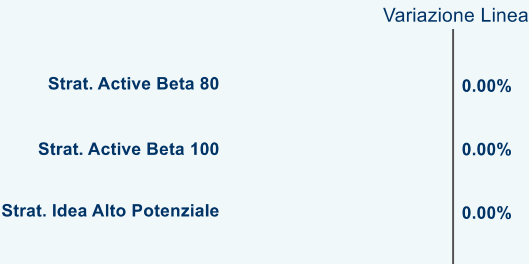 Variazione Linea
Strat. Active Beta 80 0.00%
Strat. Active Beta 100 0.00%
Strat. Idea Alto Potenziale 0.00%